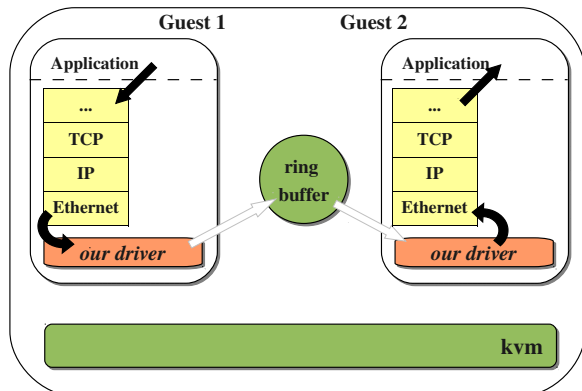 Guest 1
Guest 2
Application
...
TCP
IP
Ethernet
our driver
ring
buffer
Application
...
TCP
IP
Ethernet
our driver
kvm